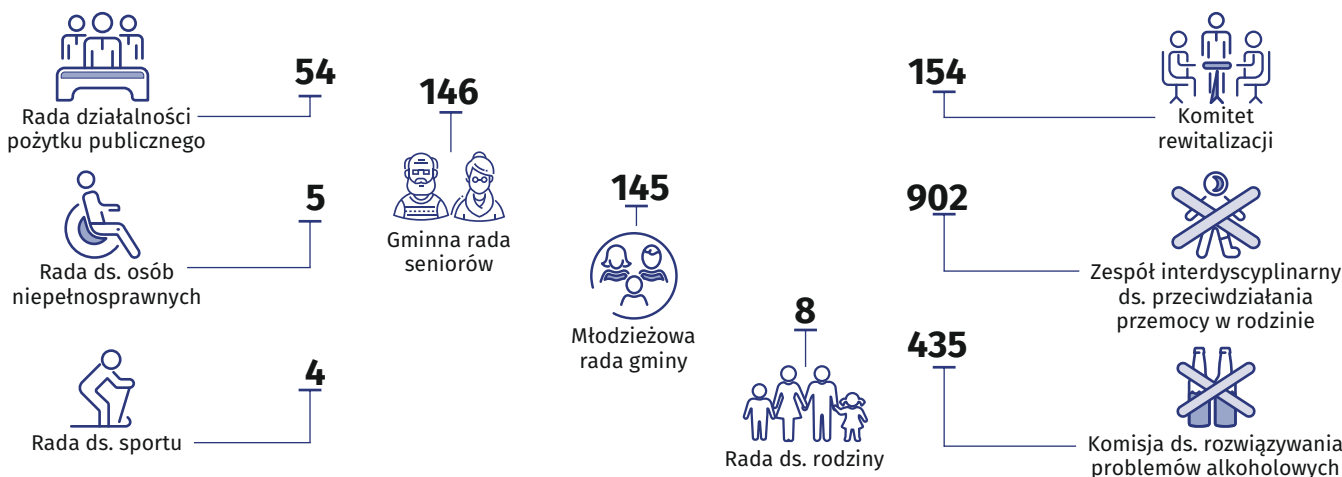 54
Rada działalności
pożytku publicznego
5
Rada ds. osób
niepełnosprawnych
4
Rada ds. sportu
146
Gminna rada
seniorów
145
Młodzieżowa
rada gminy
8
Rada ds. rodziny
154
Komitet
rewitalizacji
902
Zespół interdyscyplinarny
ds. przeciwdziałania
przemocy w rodzinie
435
Komisja ds. rozwiązywania
problemów alkoholowych